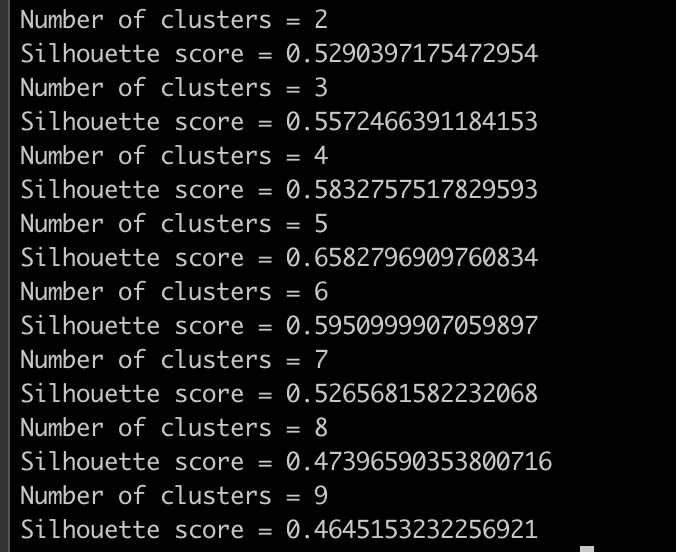 Number of clusters = 2
Silhouette score = 0.5290397175472954
Number of clusters = 3
Silhouette score = 0.5572466391184153
Number of clusters = 4
Silhouette score = 0.5832757517829593
Number of clusters = 5
Silhouette score = 0.6582796909760834
Number of clusters = 6
Silhouette score = 0.5950999907059897
Number of clusters = 7
Silhouette score = 0.5265681582232068
Number of clusters = 8
Silhouette score = 0.47396590353800716
Number of clusters = 9
Silhouette score = 0.4645153232256921